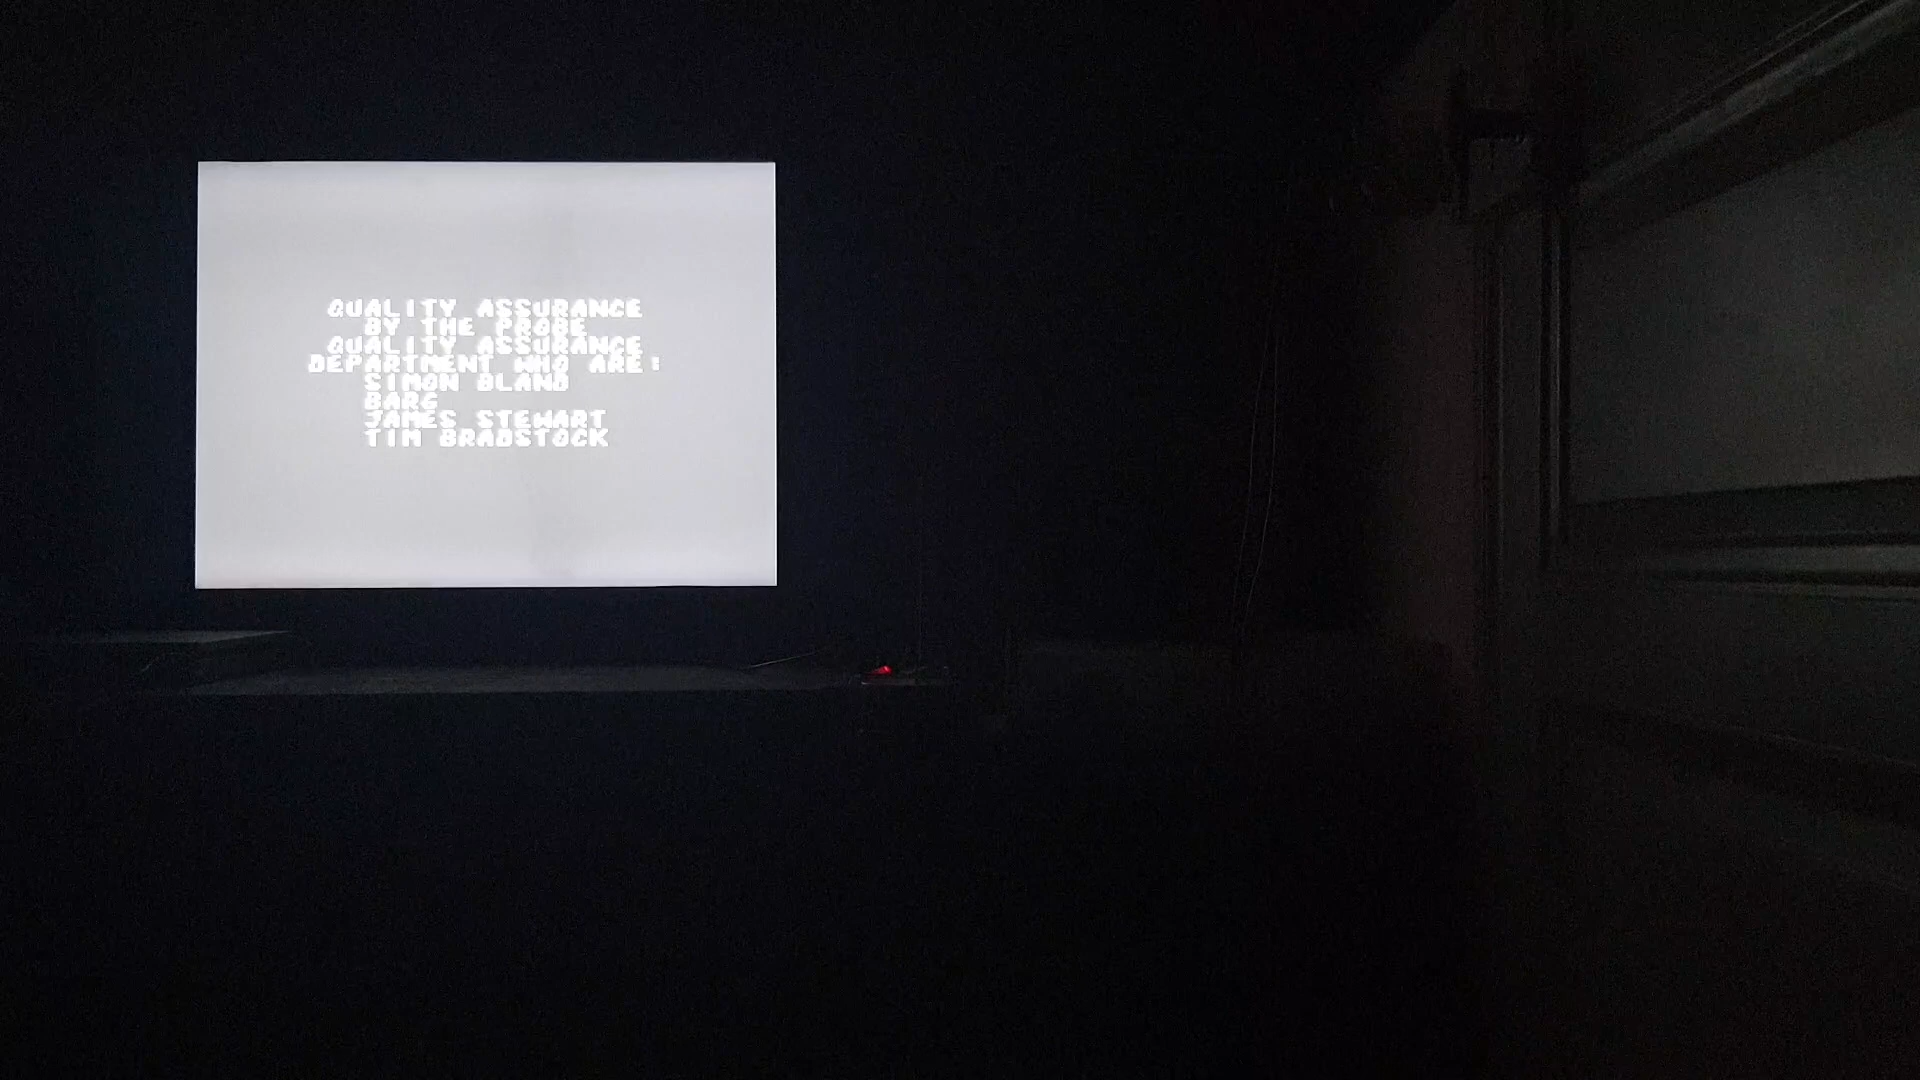 QUALITY ASSURANCE
BY THE PROBE
QUALITY ASSURANCE
DEPARTMENT WHO ARE:
SIMON BLAND
BARG
JAMES STEWART
TIM BRADSTOCK